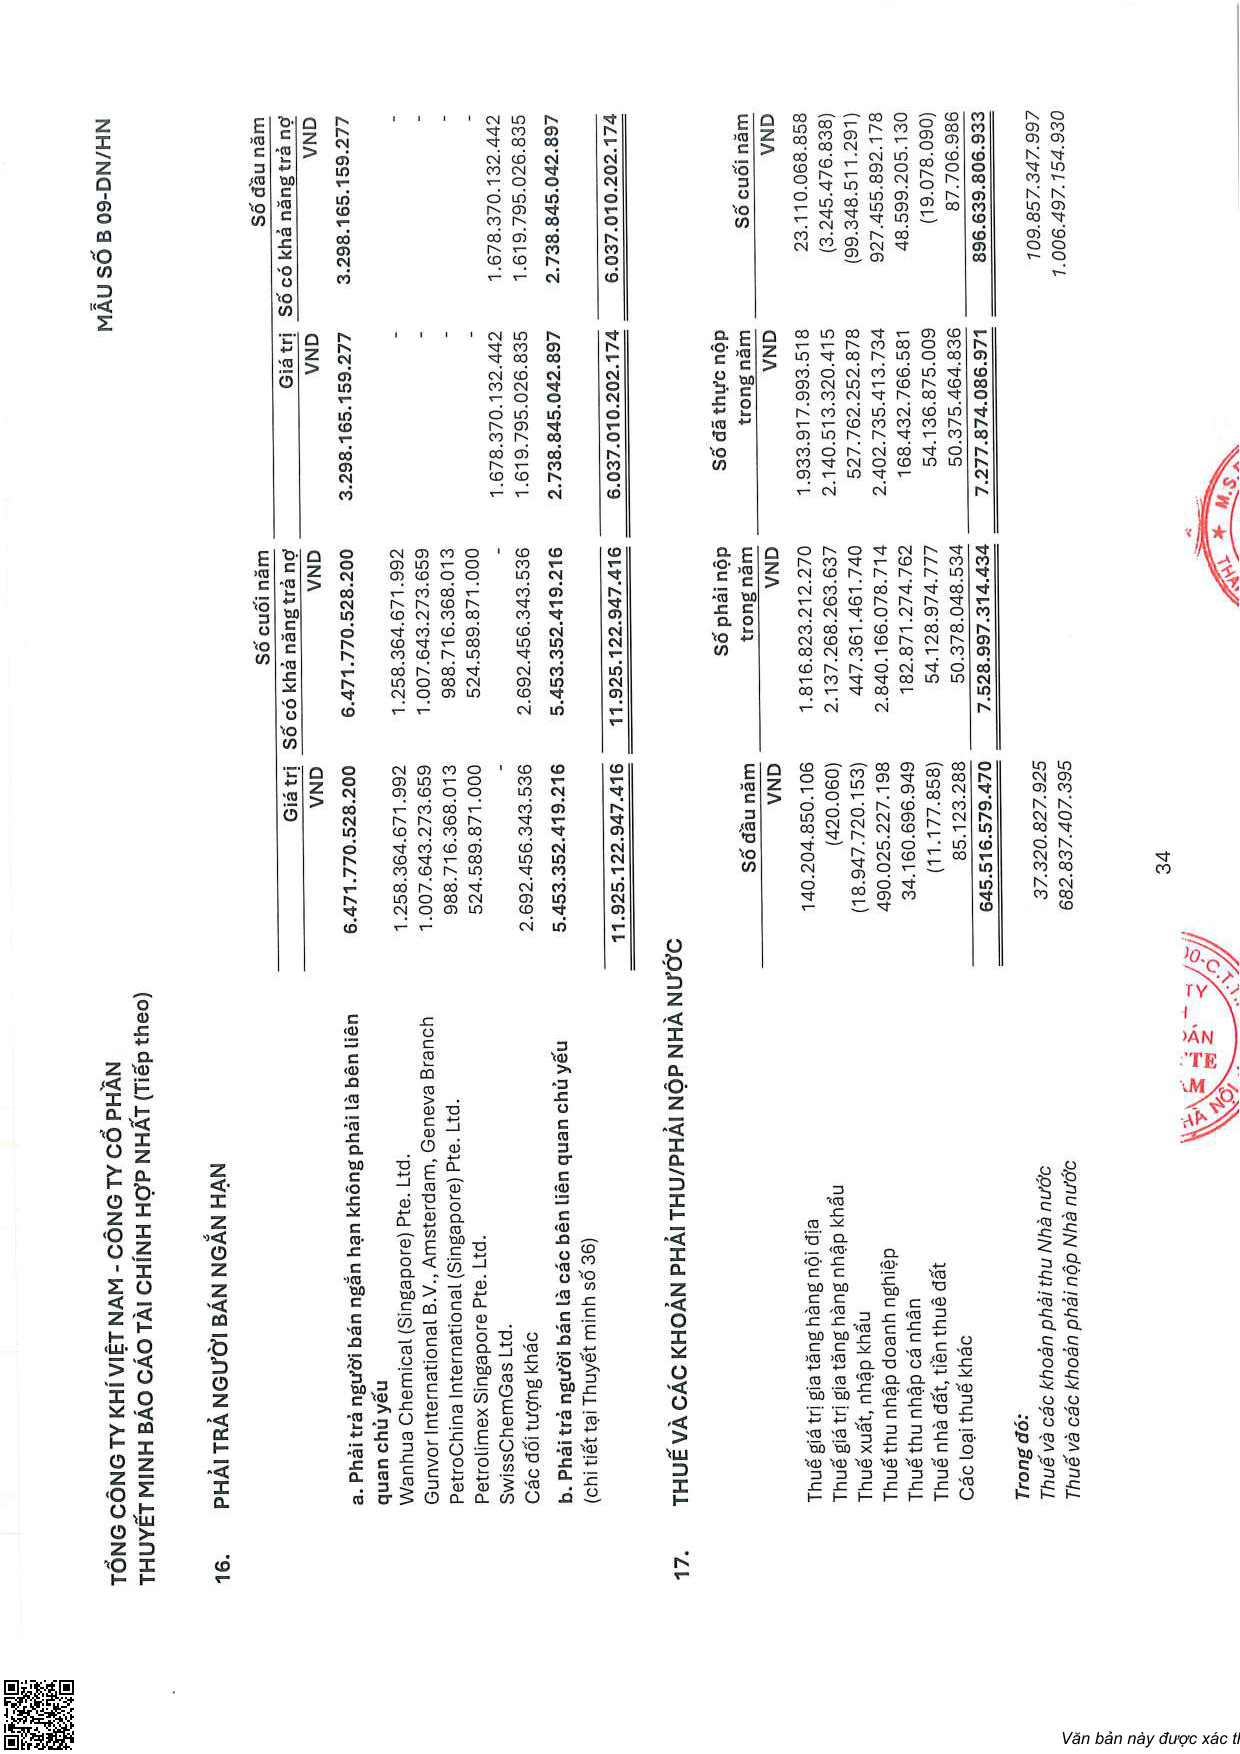 TỔNG CÔNG TY KHÍ VIỆT NAM - CÔNG TY CỔ PHẦN
THUYẾT MINH BÁO CÁO TÀI CHÍNH HỢP NHẤT (Tiếp theo)
MẪU SỐ B 09-DN/HN
16. PHẢI TRẢ NGƯỜI BÁN NGẮN HẠN
Số cuối năm Số đầu năm
Giá trị Số có khả năng trả nợ Giá trị Số có khả năng trả nợ
VND VND VND VND
a. Phải trả người bán ngắn hạn không phải là bên liên
quan chủ yếu 6.471.770.528.200 6.471.770.528.200 3.298.165.159.277 3.298.165.159.277
Wanhua Chemical (Singapore) Pte. Ltd. 1.258.364.671.992 1.258.364.671.992 - -
Gunvor International B.V., Amsterdam, Geneva Branch 1.007.643.273.659 1.007.643.273.659 - -
PetroChina International (Singapore) Pte. Ltd. 988.716.368.013 988.716.368.013 - -
Petrolimex Singapore Pte. Ltd. 524.589.871.000 524.589.871.000 - -
SwissChemGas Ltd. - - 1.678.370.132.442 1.678.370.132.442
Các đối tượng khác 2.692.456.343.536 2.692.456.343.536 1.619.795.026.835 1.619.795.026.835
b. Phải trả người bán là các bên liên quan chủ yếu 5.453.352.419.216 5.453.352.419.216 2.738.845.042.897 2.738.845.042.897
(chi tiết tại Thuyết minh số 36)
11.925.122.947.416 11.925.122.947.416 6.037.010.202.174 6.037.010.202.174
17. THUẾ VÀ CÁC KHOẢN PHẢI THU/PHẢI NỘP NHÀ NƯỚC
Số phải nộp Số đã thực nộp
Số đầu năm trong năm trong năm Số cuối năm
VND VND VND VND
Thuế giá trị gia tăng hàng nội địa 140.204.850.106 1.816.823.212.270 1.933.917.993.518 23.110.068.858
Thuế giá trị gia tăng hàng nhập khẩu (420.060) 2.137.268.263.637 2.140.513.320.415 (3.245.476.838)
Thuế xuất, nhập khẩu (18.947.720.153) 447.361.461.740 527.762.252.878 (99.348.511.291)
Thuế thu nhập doanh nghiệp 490.025.227.198 2.840.166.078.714 2.402.735.413.734 927.455.892.178
Thuế thu nhập cá nhân 34.160.696.949 182.871.274.762 168.432.766.581 48.599.205.130
Thuế nhà đất, tiền thuê đất (11.177.858) 54.128.974.777 54.136.875.009 (19.078.090)
Các loại thuế khác 85.123.288 50.378.048.534 50.375.464.836 87.706.986
645.516.579.470 7.528.997.314.434 7.277.874.086.971 896.639.806.933
Trong đó:
Thuế và các khoản phải thu Nhà nước 37.320.827.925 109.857.347.997
Thuế và các khoản phải nộp Nhà nước 682.837.407.395 1.006.497.154.930
34
★ M.S.
HÀ NỘI
Văn bản này được xác